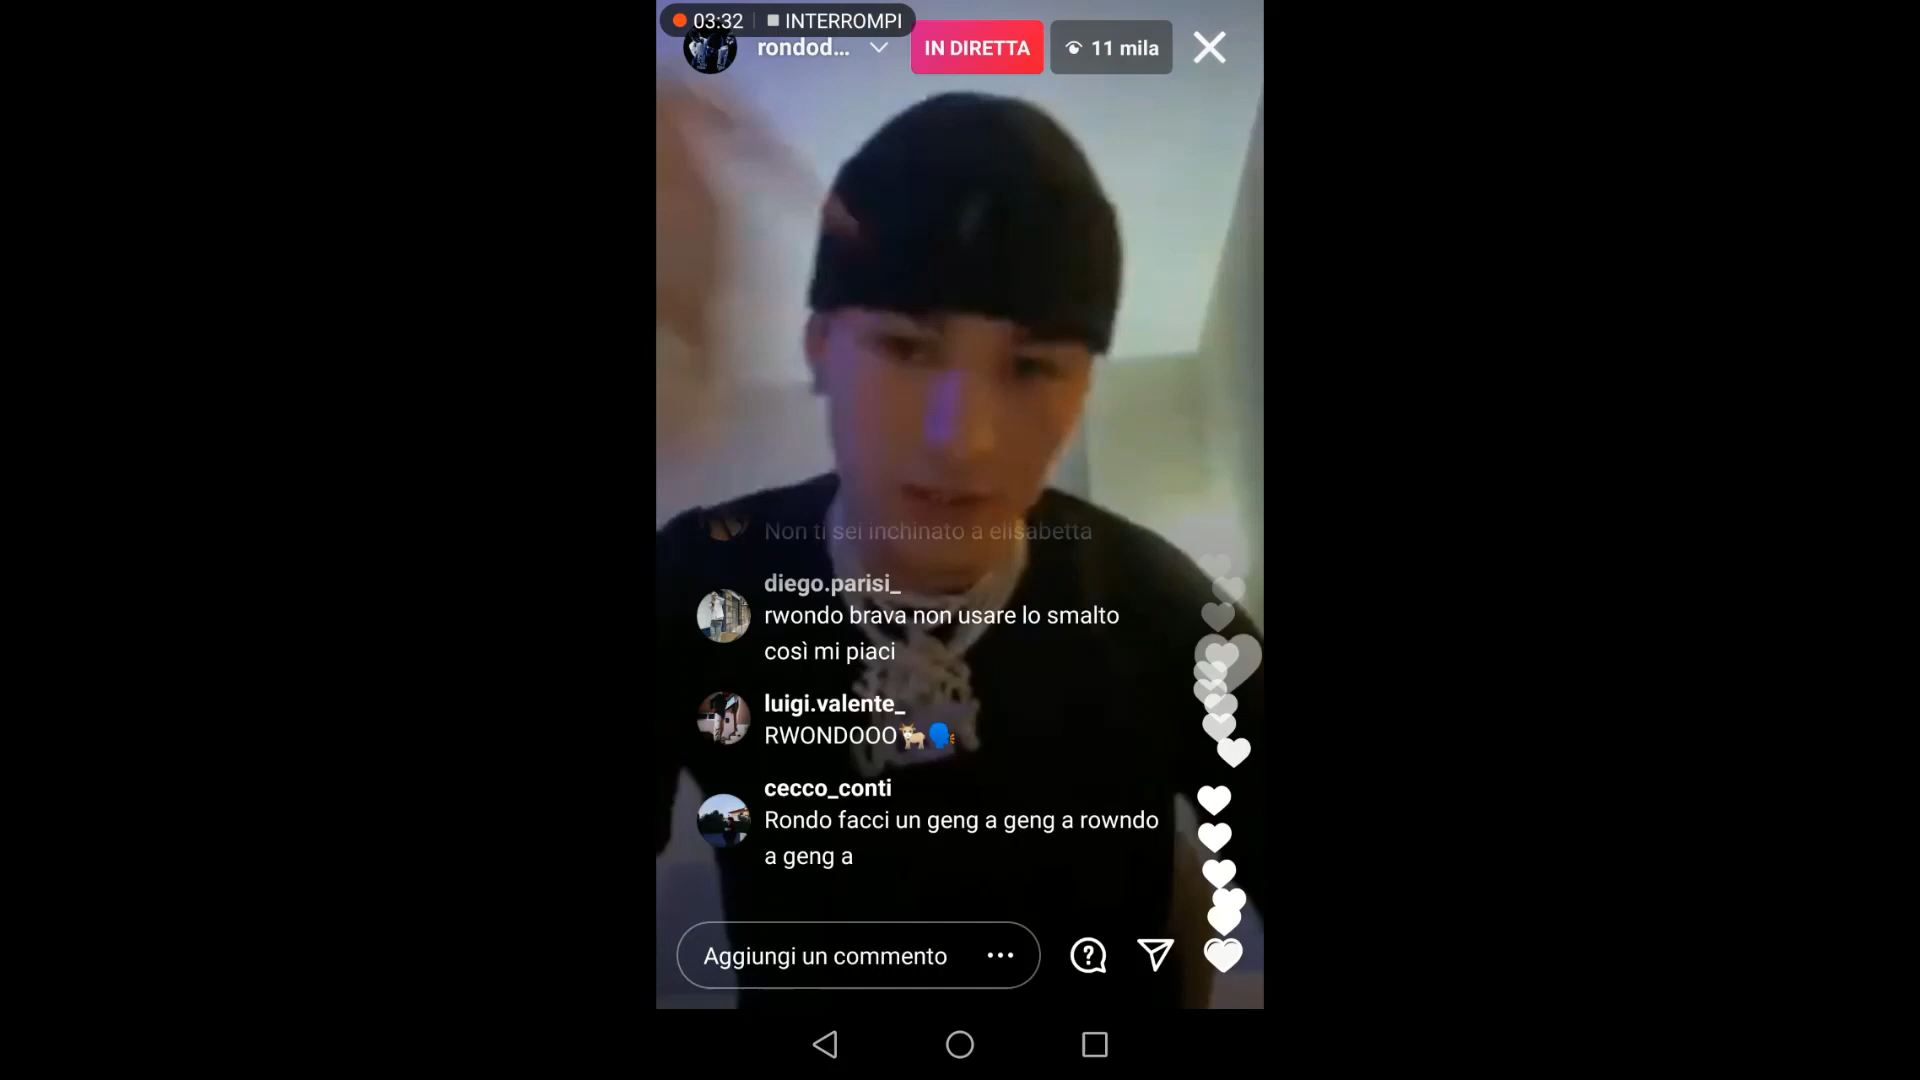 03:32 INTERROMPI
rondod... IN DIRETTA 11 mila
Non ti sei inchinato a elisabetta
diego.parisi_
rwondo brava non usare lo smalto
così mi piaci
luigi.valente_
RWONDOOO🐐🗣️
cecco_conti
Rondo facci un geng a geng a rowndo
a geng a
Aggiungi un commento